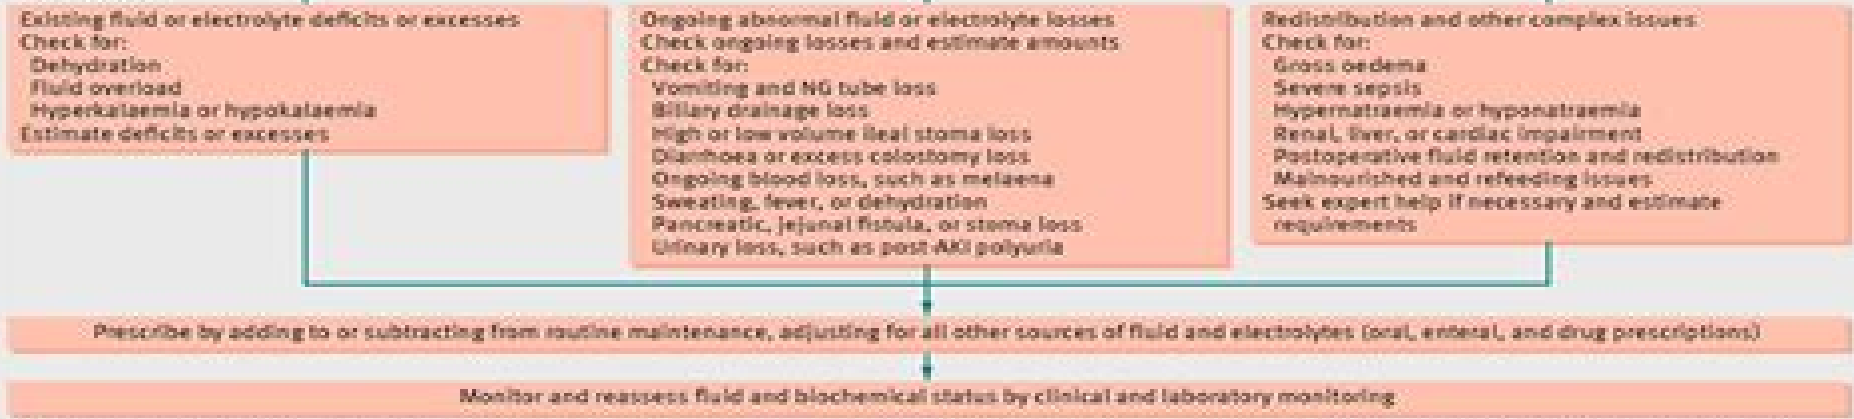 Existing fluid or electrolyte deficits or excesses
Check for:
Dehydration
Fluid overload
Hyperkalaemia or hypokalaemia
Estimate deficits or excesses
Ongoing abnormal fluid or electrolyte losses
Check ongoing losses and estimate amounts
Check for:
Vomiting and NG tube loss
Biliary drainage loss
High or low volume ileal stoma loss
Diarrhoea or excess colostomy loss
Ongoing blood loss, such as melaena
Sweating, fever, or dehydration
Pancreatic, jejunal fistula, or stoma loss
Urinary loss, such as post-AKI polyuria
Redistribution and other complex issues
Check for:
Gross oedema
Severe sepsis
Hypernatraemia or hyponatraemia
Renal, liver, or cardiac impairment
Postoperative fluid retention and redistribution
Malnourished and refeeding issues
Seek expert help if necessary and estimate
requirements
Prescribe by adding to or subtracting from routine maintenance, adjusting for all other sources of fluid and electrolytes (oral, enteral, and drug prescriptions)
Monitor and reassess fluid and biochemical status by clinical and laboratory monitoring